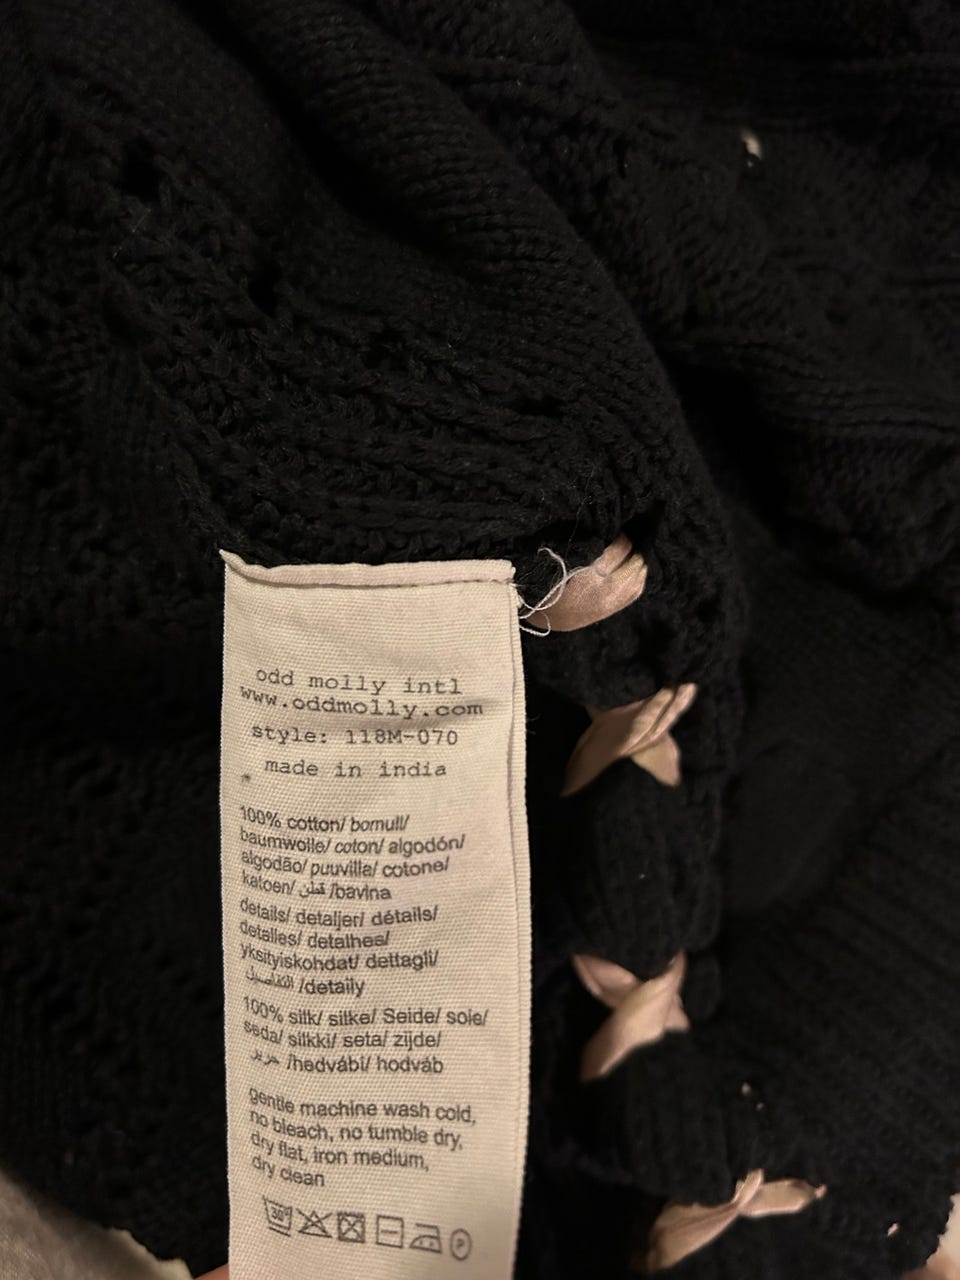 odd molly intl
www.oddmolly.com
style: 118M-070
made in india
100% cotton/ bomull/
baumwolle/ coton/ algodón/
algodão/ puuvilla/ cotone/
katoen/ قطن /bavlna
details/ detaljer/ détails/
detalles/ detalhes/
yksityiskohdat/ dettagli/
التفاصيل /detaily
100% silk/ silke/ Seide/ soie/
seda/ silkki/ seta/ zijde/
حرير /hedvábí/ hodváb
gentle machine wash cold,
no bleach, no tumble dry,
dry flat, iron medium,
dry clean
30° P